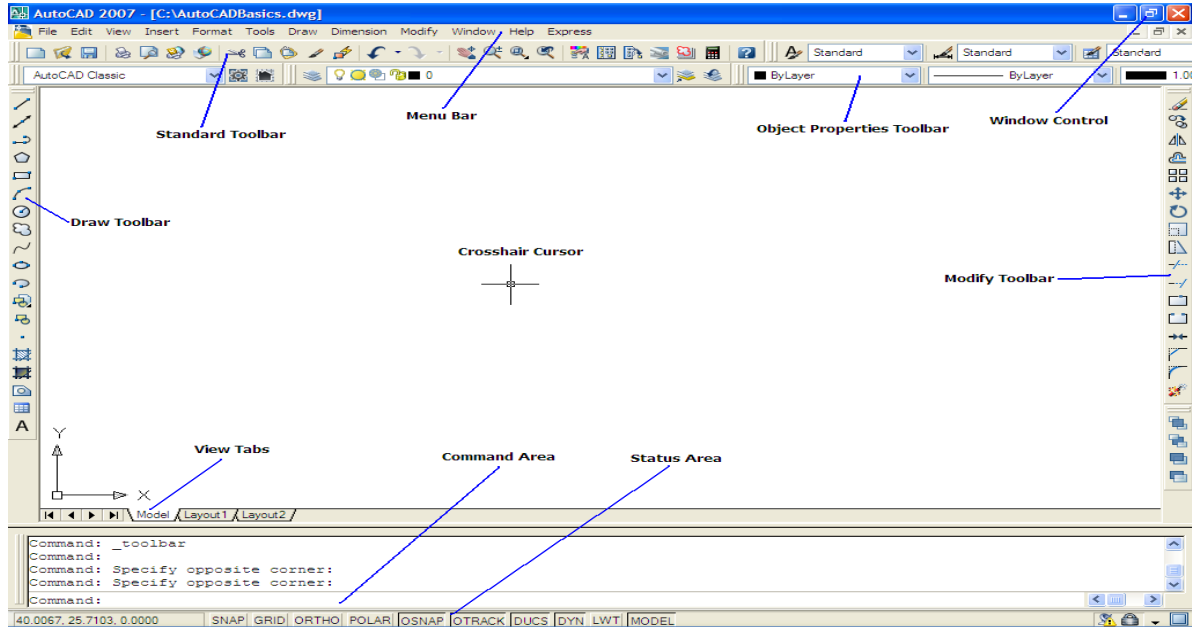 AutoCAD 2007 - [C:\AutoCADBasics.dwg]
File Edit View Insert Format Tools Draw Dimension Modify Window Help Express
Standard Standard Standard
AutoCAD Classic 0 ByLayer ByLayer 1.00
Standard Toolbar
Menu Bar
Object Properties Toolbar
Window Control
Draw Toolbar
Crosshair Cursor
Modify Toolbar
A
Y
View Tabs
Command Area
Status Area
X
Model Layout1 Layout2
Command: _toolbar
Command:
Command: Specify opposite corner:
Command: Specify opposite corner:
Command:
40.0067, 25.7103, 0.0000 SNAP GRID ORTHO POLAR OSNAP OTRACK DUCS DYN LWT MODEL